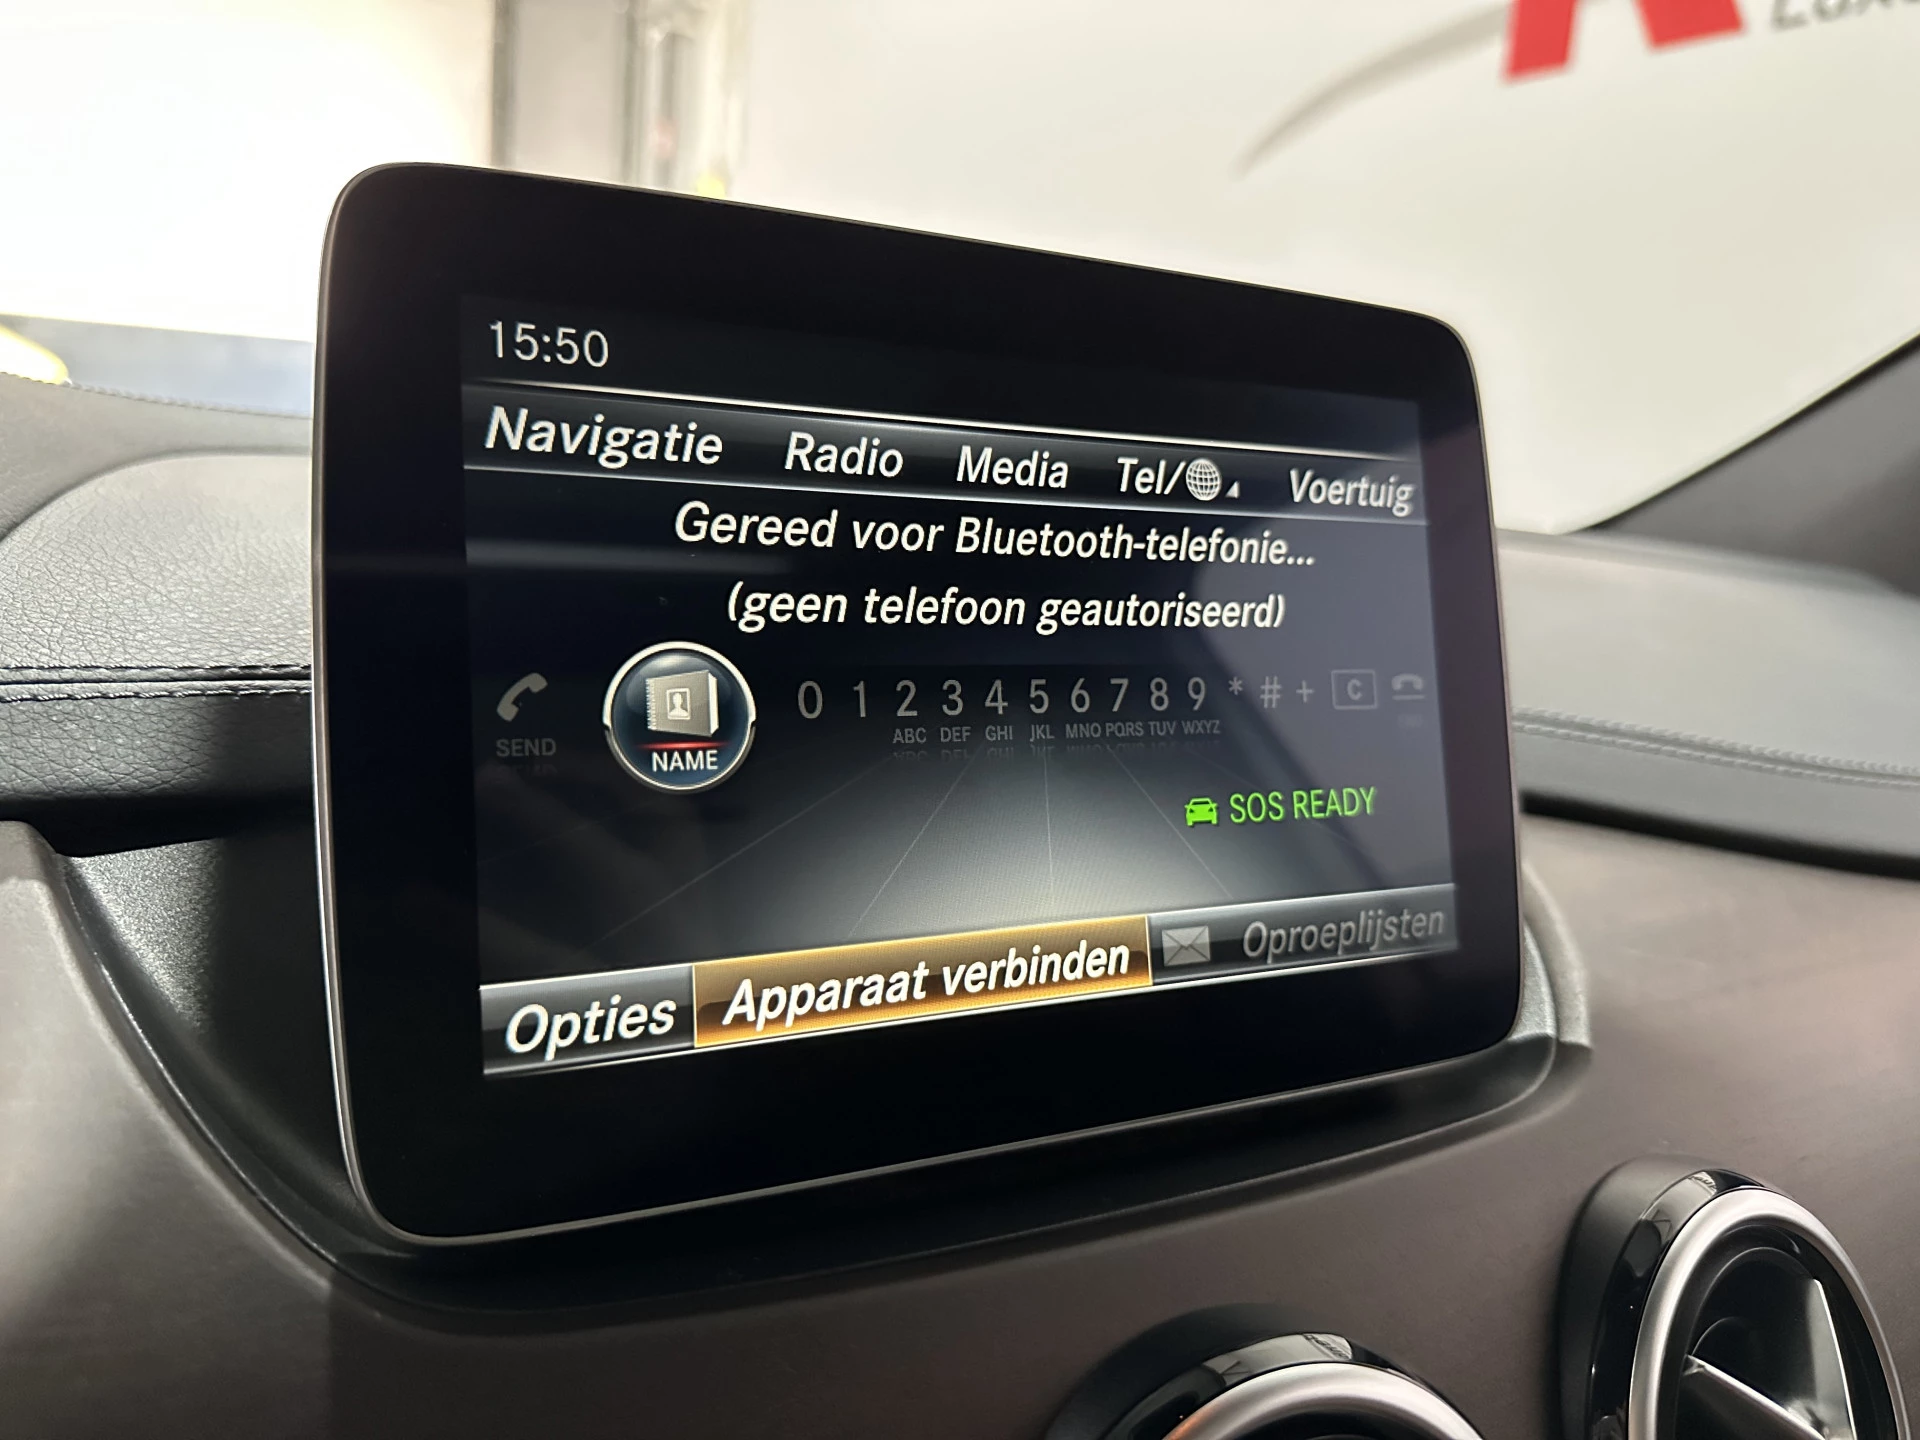 15:50
Navigatie Radio Media Tel/ Voertuig
Gereed voor Bluetooth-telefonie...
(geen telefoon geautoriseerd)
SEND NAME 0 1 2 3 4 5 6 7 8 9 * # + C
ABC DEF GHI JKL MNO PQRS TUV WXYZ
SOS READY
Opties Apparaat verbinden Oproeplijsten